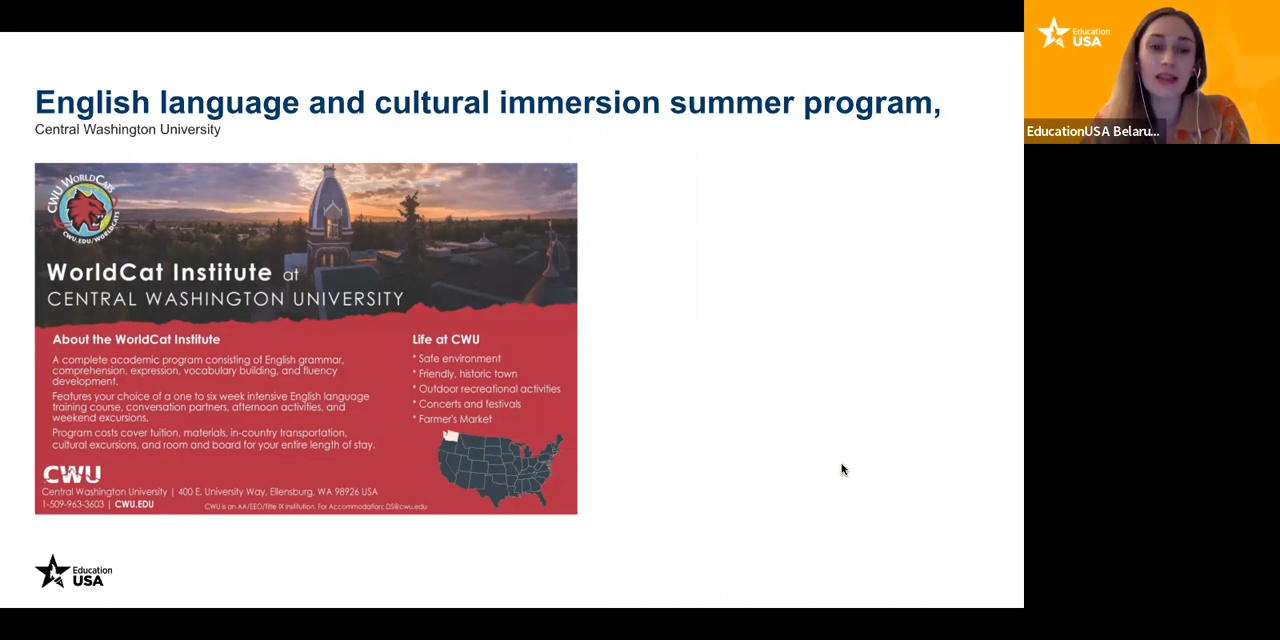 English language and cultural immersion summer program,
Central Washington University
CWU WORLDCATS
CWU.EDU/WORLDCATS
WorldCat Institute at
CENTRAL WASHINGTON UNIVERSITY
About the WorldCat Institute
A complete academic program consisting of English grammar,
comprehension, expression, vocabulary building, and fluency
development.
Features your choice of a one to six week intensive English language
training course, conversation partners, afternoon activities, and
weekend excursions.
Program costs cover tuition, materials, in-country transportation,
cultural excursions, and room and board for your entire length of stay.
Life at CWU
* Safe environment
* Friendly, historic town
* Outdoor recreational activities
* Concerts and festivals
* Farmer's Market
CWU
Central Washington University | 400 E. University Way, Ellensburg, WA 98926 USA
1-509-963-3603 | CWU.EDU
CWU is an AA/EEO/Title IX Institution. For Accommodation: DS@cwu.edu
Education
USA
Education
USA
EducationUSA Belaru...